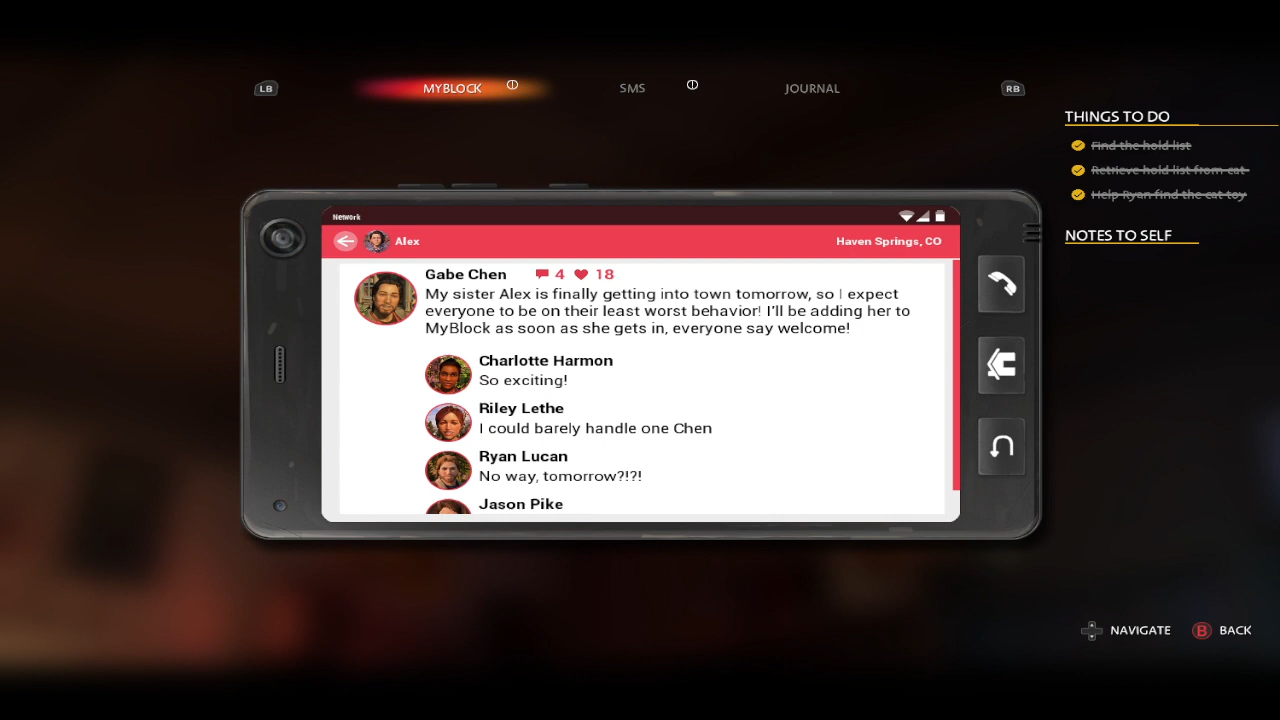 LB
MYBLOCK
SMS
JOURNAL
RB
THINGS TO DO
Find the hold list
Retrieve hold list from cat
Help Ryan find the cat toy
NOTES TO SELF
Network
Alex
Haven Springs, CO
Gabe Chen 4 18
My sister Alex is finally getting into town tomorrow, so I expect
everyone to be on their least worst behavior! I'll be adding her to
MyBlock as soon as she gets in, everyone say welcome!
Charlotte Harmon
So exciting!
Riley Lethe
I could barely handle one Chen
Ryan Lucan
No way, tomorrow?!?!
Jason Pike
NAVIGATE
B BACK